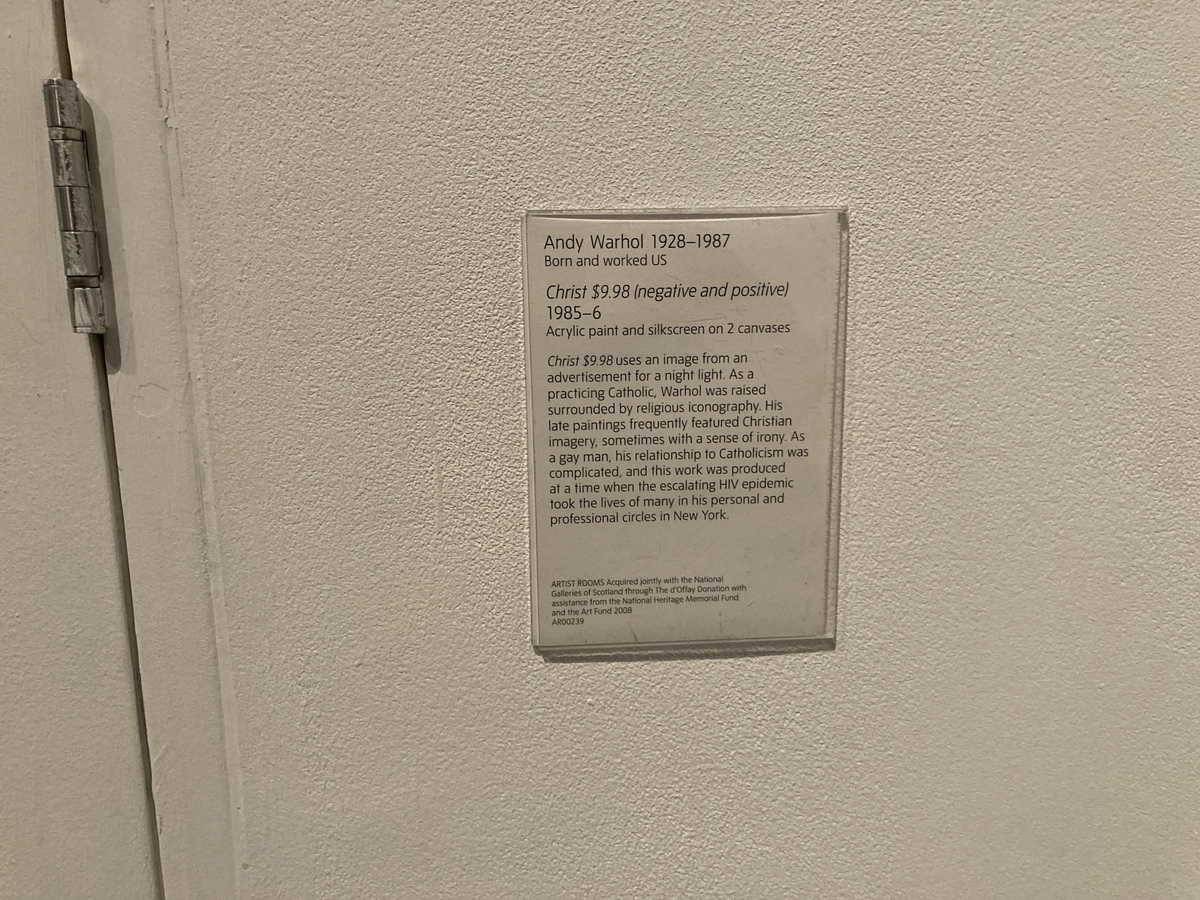 Andy Warhol 1928–1987
Born and worked US
Christ $9.98 (negative and positive)
1985–6
Acrylic paint and silkscreen on 2 canvases
Christ $9.98 uses an image from an
advertisement for a night light. As a
practicing Catholic, Warhol was raised
surrounded by religious iconography. His
late paintings frequently featured Christian
imagery, sometimes with a sense of irony. As
a gay man, his relationship to Catholicism was
complicated, and this work was produced
at a time when the escalating HIV epidemic
took the lives of many in his personal and
professional circles in New York.
ARTIST ROOMS Acquired jointly with the National
Galleries of Scotland through The d'Offay Donation with
assistance from the National Heritage Memorial Fund
and the Art Fund 2008
AR00239